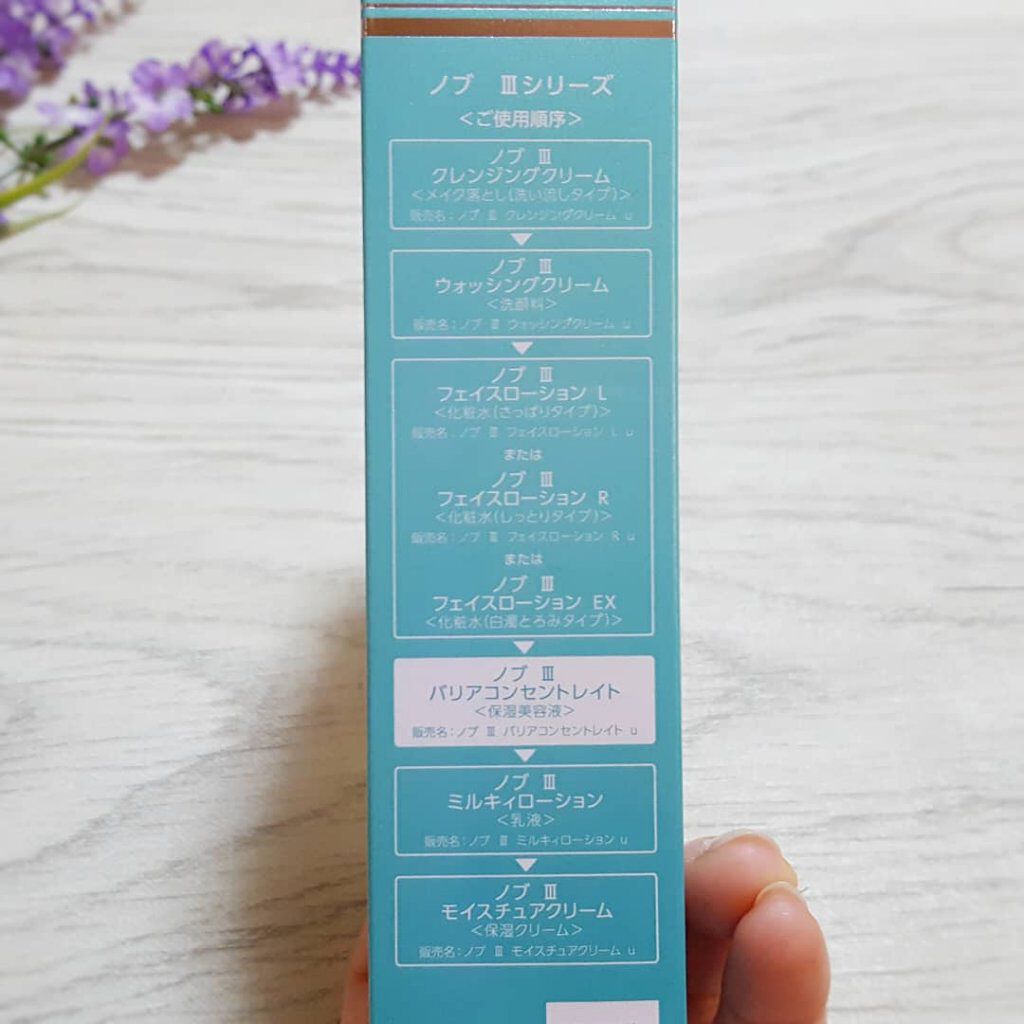 ノブ Ⅲシリーズ
<ご使用順序>
ノブ Ⅲ
クレンジングクリーム
<メイク落とし(洗い流しタイプ)>
販売名:ノブ Ⅲ クレンジングクリーム u
ノブ Ⅲ
ウォッシングクリーム
<洗顔料>
販売名:ノブ Ⅲ ウォッシングクリーム u
ノブ Ⅲ
フェイスローション L
<化粧水(さっぱりタイプ)>
販売名:ノブ Ⅲ フェイスローション L u
または
ノブ Ⅲ
フェイスローション R
<化粧水(しっとりタイプ)>
販売名:ノブ Ⅲ フェイスローション R u
または
ノブ Ⅲ
フェイスローション EX
<化粧水(白濁とろみタイプ)>
ノブ Ⅲ
バリアコンセントレイト
<保湿美容液>
販売名:ノブ Ⅲ バリアコンセントレイト u
ノブ Ⅲ
ミルキィローション
<乳液>
販売名:ノブ Ⅲ ミルキィローション u
ノブ Ⅲ
モイスチュアクリーム
<保湿クリーム>
販売名:ノブ Ⅲ モイスチュアクリーム u